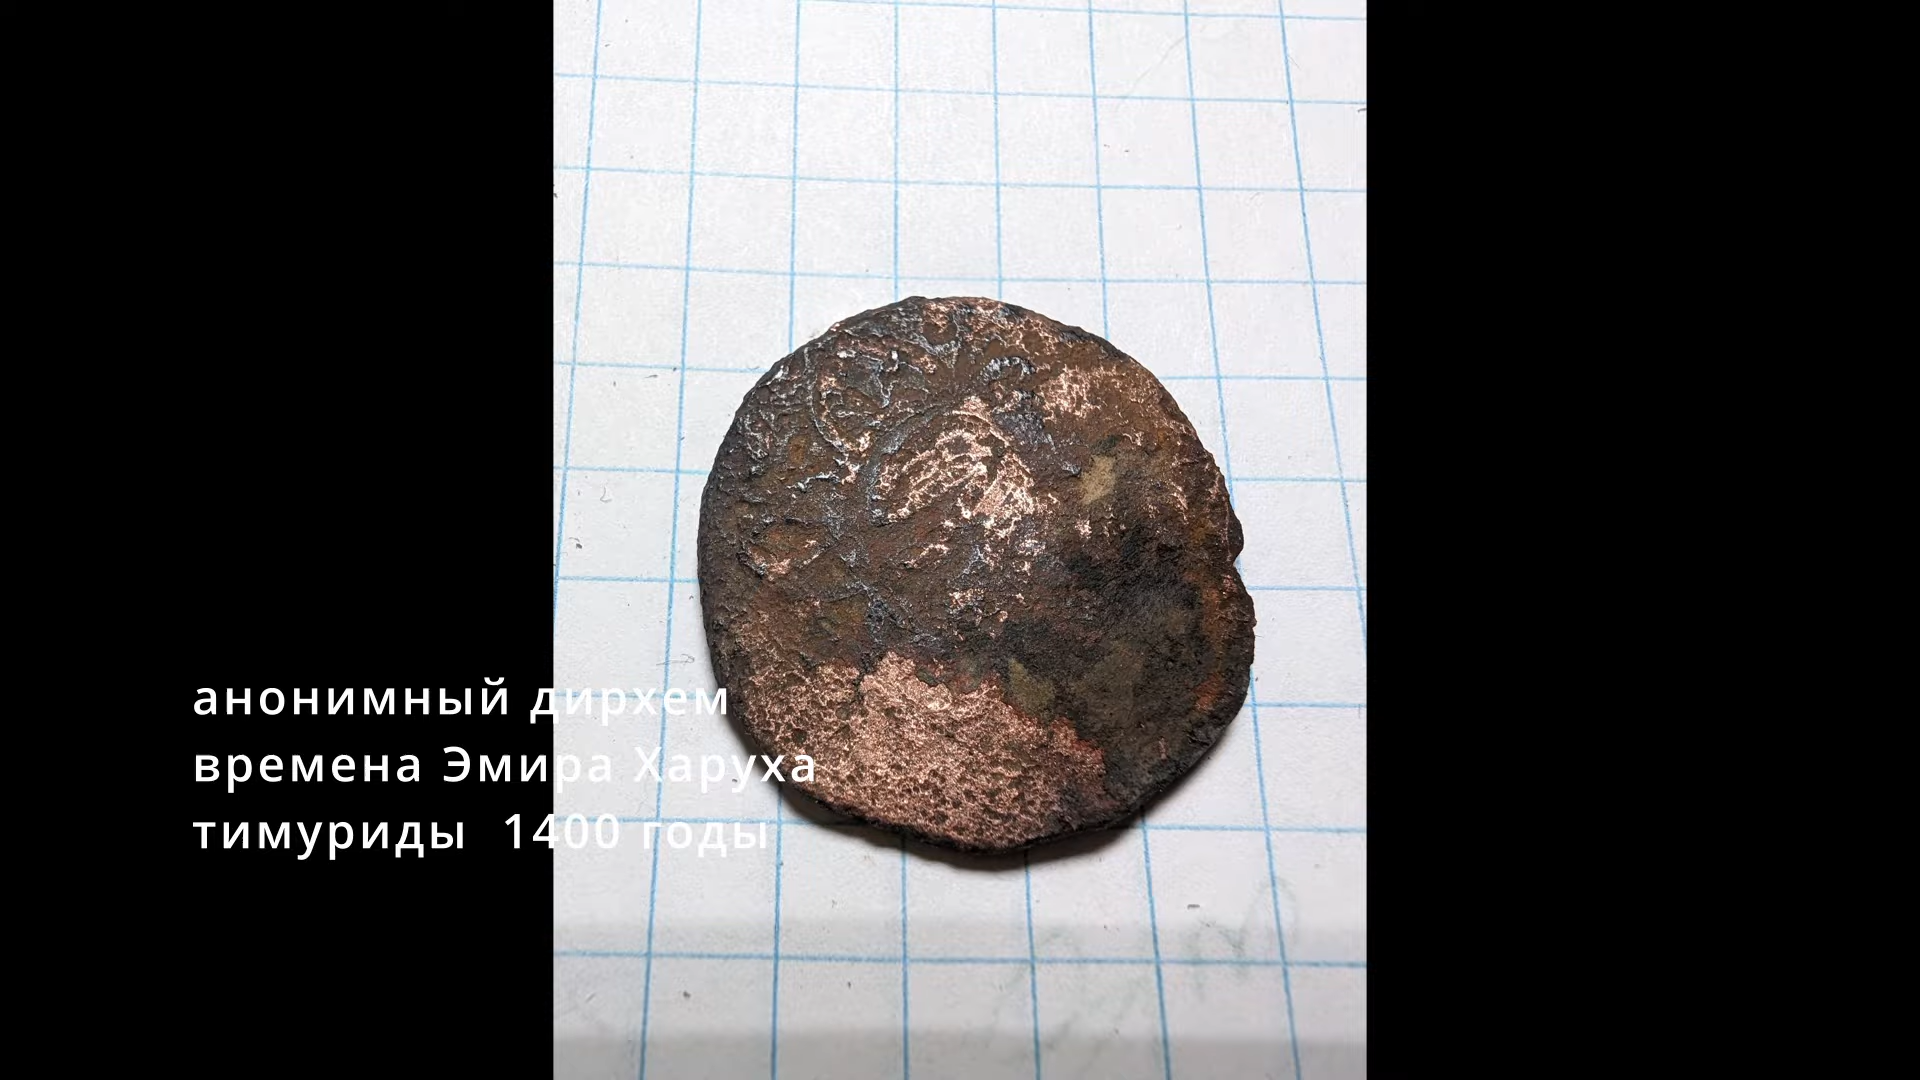 анонимный дирхем
времена Эмира Харуха
тимуриды 1400 годы